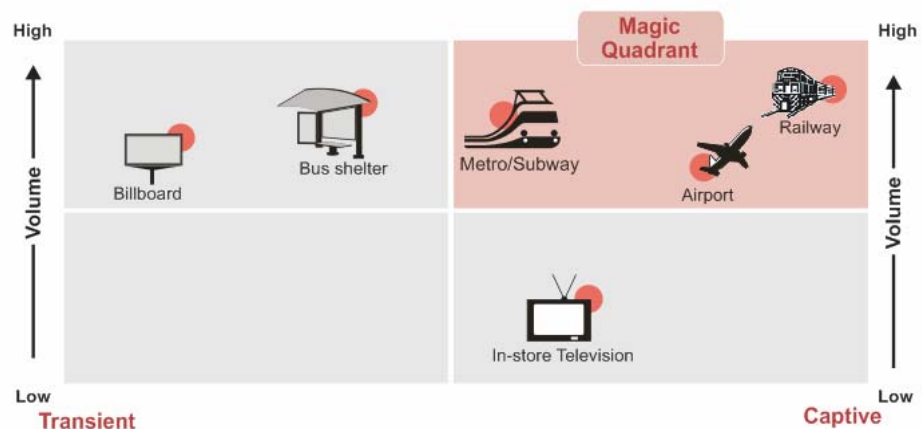 High
Magic
Quadrant
High
Railway
Billboard
Bus shelter
Metro/Subway
Airport
Volume
Volume
In-store Television
Low
Low
Transient
Captive